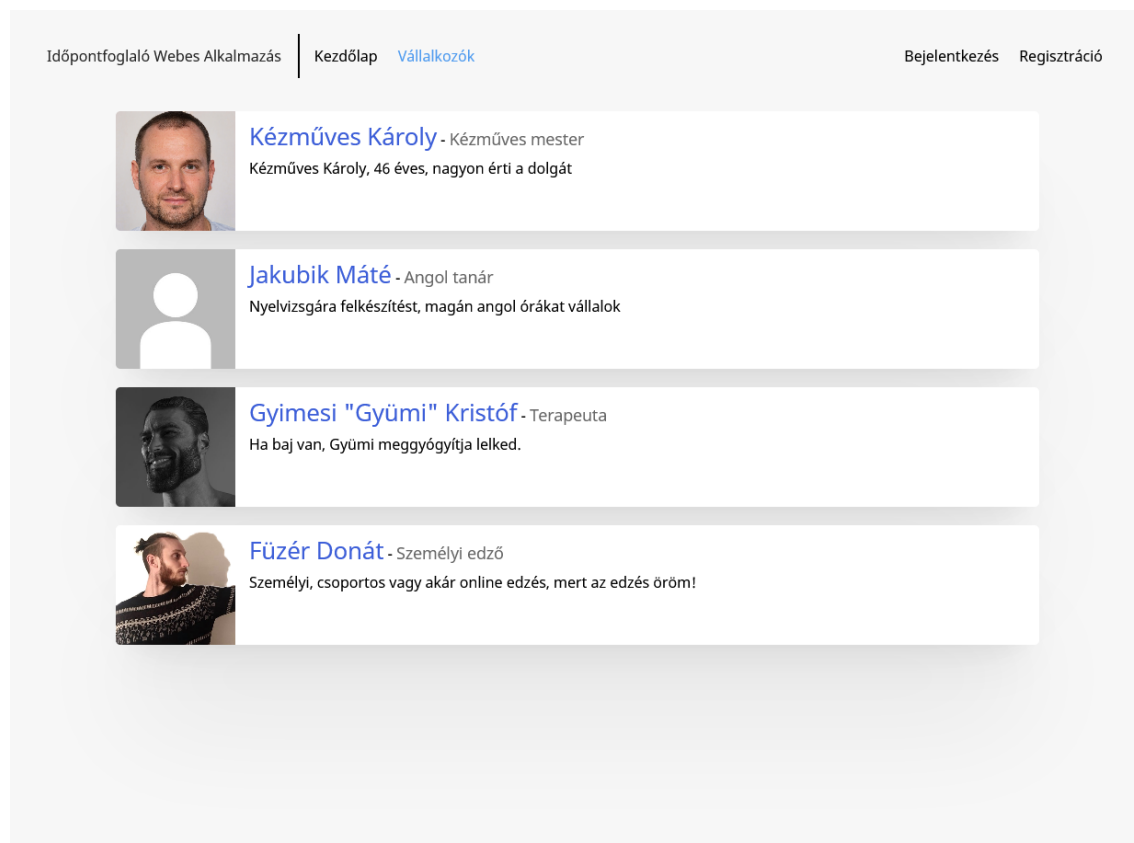 Időpontfoglaló Webes Alkalmazás Kezdőlap Vállalkozók Bejelentkezés Regisztráció
Kézműves Károly - Kézműves mester
Kézműves Károly, 46 éves, nagyon érti a dolgát
Jakubik Máté - Angol tanár
Nyelvizsgára felkészítést, magán angol órákat vállalok
Gyimesi "Gyümi" Kristóf - Terapeuta
Ha baj van, Gyümi meggyógyítja lelked.
Füzér Donát - Személyi edző
Személyi, csoportos vagy akár online edzés, mert az edzés öröm!